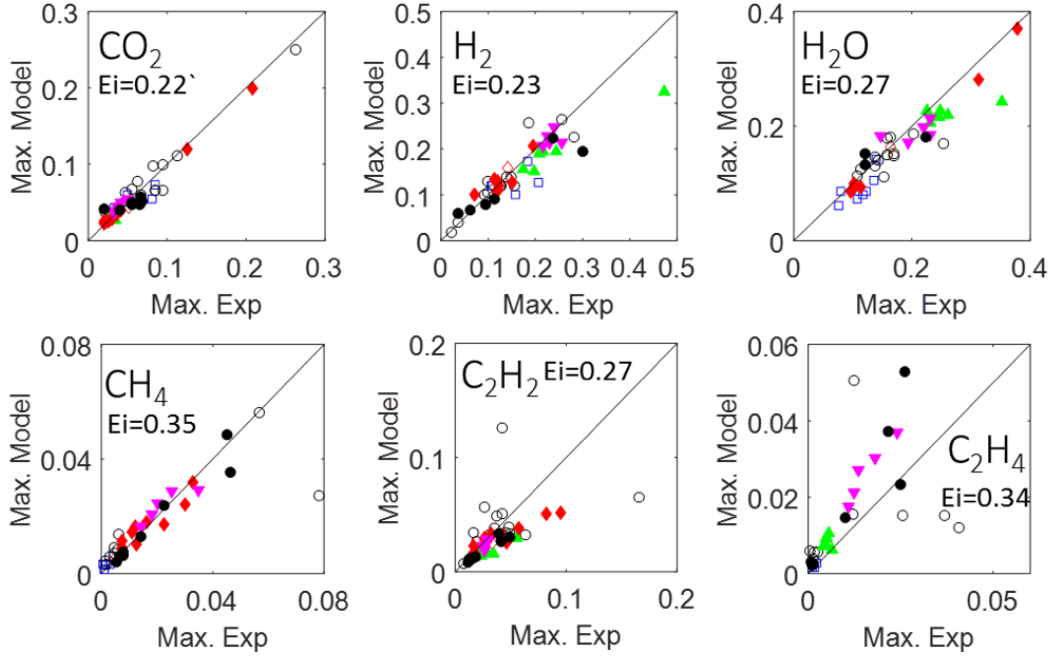 0.3
0.2
0.1
0
Max. Model
CO2
Ei=0.22`
0 0.1 0.2 0.3
Max. Exp
0.5
0.4
0.3
0.2
0.1
0
Max. Model
H2
Ei=0.23
0 0.1 0.2 0.3 0.4 0.5
Max. Exp
0.4
0.2
0
Max. Model
H2O
Ei=0.27
0 0.2 0.4
Max. Exp
0.08
0.04
0
Max. Model
CH4
Ei=0.35
0 0.04 0.08
Max. Exp
0.2
0.1
0
Max. Model
C2H2 Ei=0.27
0 0.1 0.2
Max. Exp
0.06
0.04
0.02
0
Max. Model
C2H4
Ei=0.34
0 0.05
Max. Exp